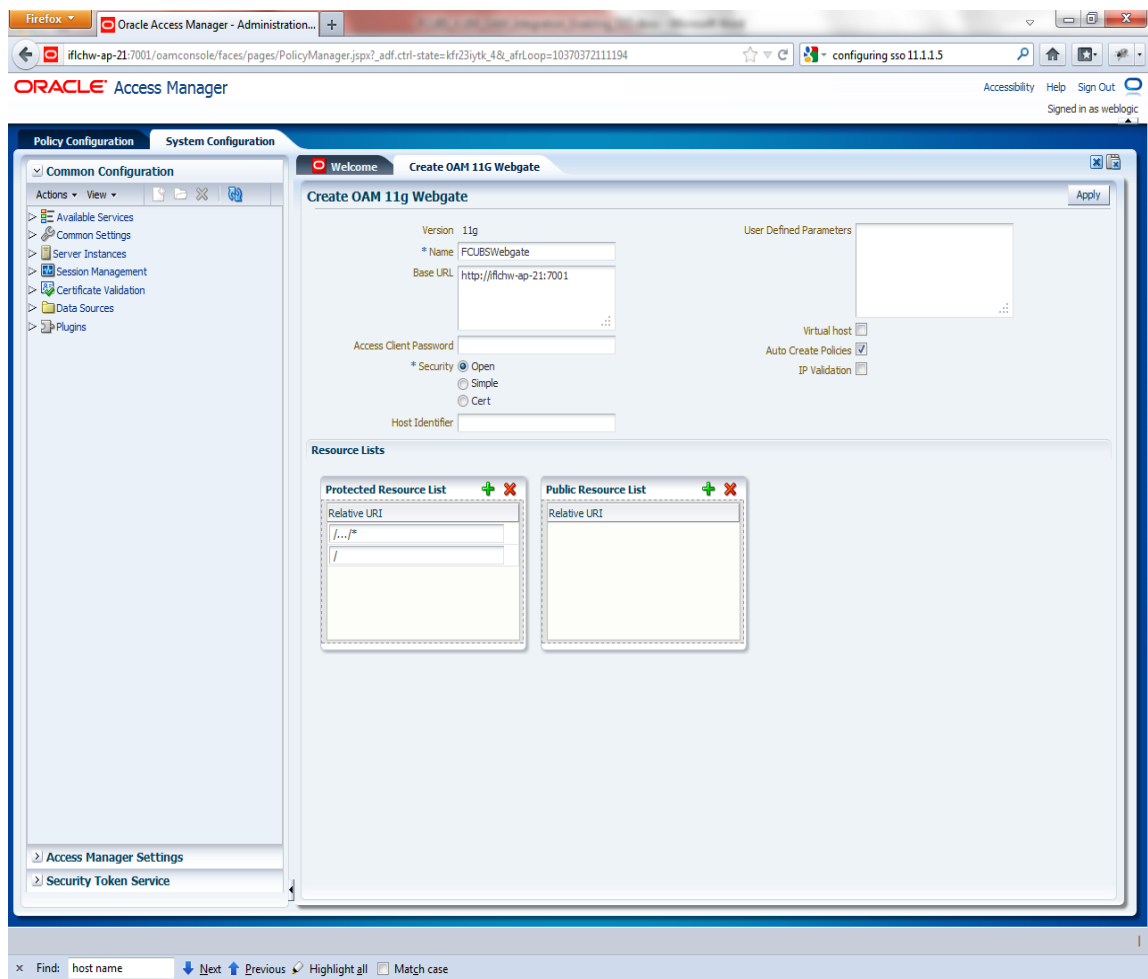 Firefox
Oracle Access Manager - Administration...
iflchw-ap-21:7001/oamconsole/faces/pages/PolicyManager.jspx?_adf.ctrl-state=kfr23iytk_4&_afrLoop=10370372111194
configuring sso 11.1.1.5
ORACLE Access Manager
Accessibility Help Sign Out
Signed in as weblogic
Policy Configuration System Configuration
Common Configuration
Actions View
Available Services
Common Settings
Server Instances
Session Management
Certificate Validation
Data Sources
Plugins
Access Manager Settings
Security Token Service
Welcome Create OAM 11G Webgate
Create OAM 11g Webgate Apply
Version 11g
* Name FCUBSWebgate
Base URL http://iflchw-ap-21:7001
Access Client Password
* Security Open
Simple
Cert
Host Identifier
User Defined Parameters
Virtual host
Auto Create Policies
IP Validation
Resource Lists
Protected Resource List
Relative URI
/.../*
/
Public Resource List
Relative URI
x Find: host name Next Previous Highlight all Match case